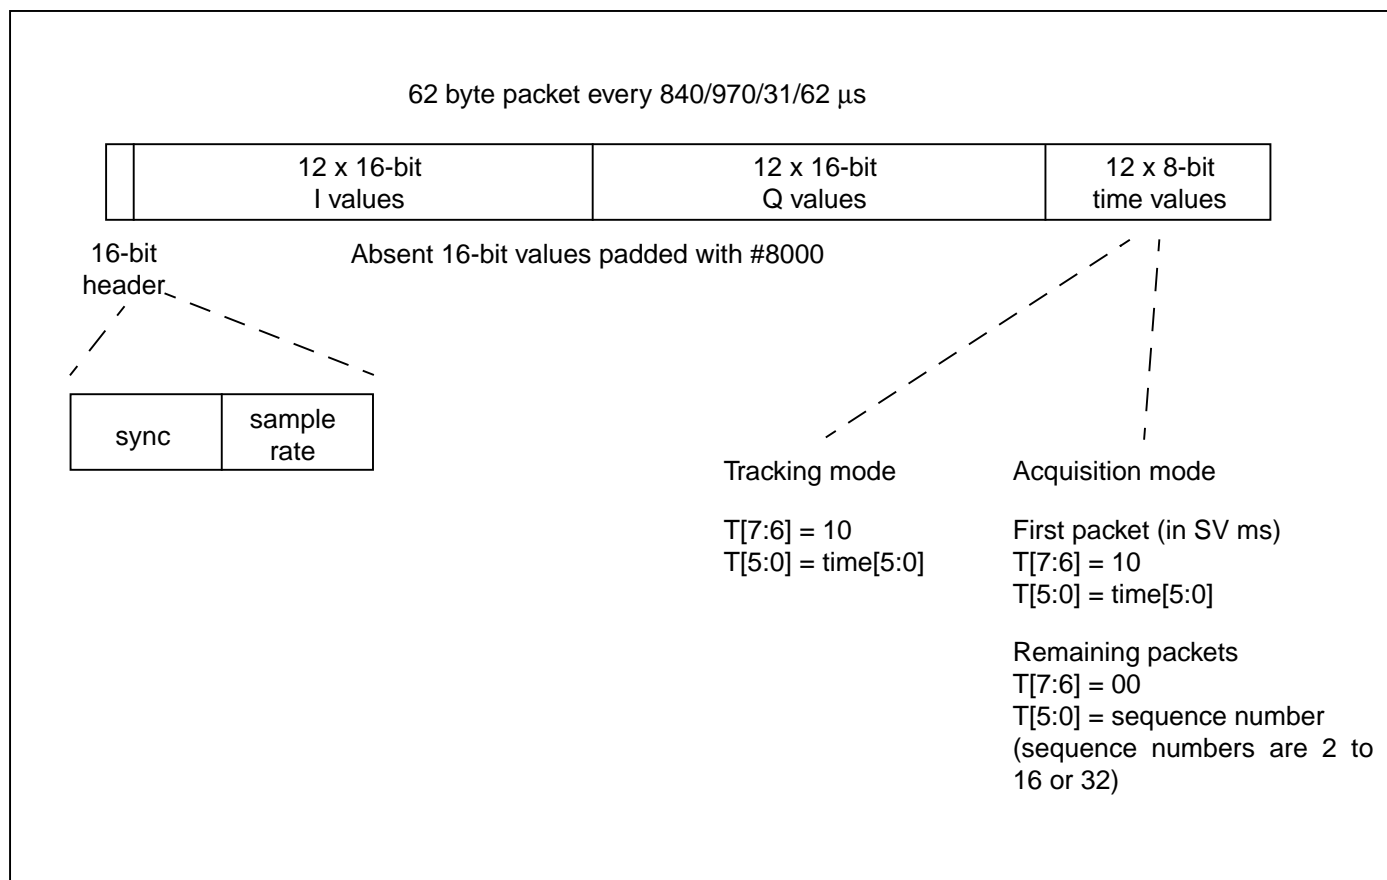 62 byte packet every 840/970/31/62 μs
12 x 16-bit
I values
12 x 16-bit
Q values
12 x 8-bit
time values
16-bit
header
Absent 16-bit values padded with #8000
sync
sample
rate
Tracking mode
T[7:6] = 10
T[5:0] = time[5:0]
Acquisition mode
First packet (in SV ms)
T[7:6] = 10
T[5:0] = time[5:0]
Remaining packets
T[7:6] = 00
T[5:0] = sequence number
(sequence numbers are 2 to
16 or 32)